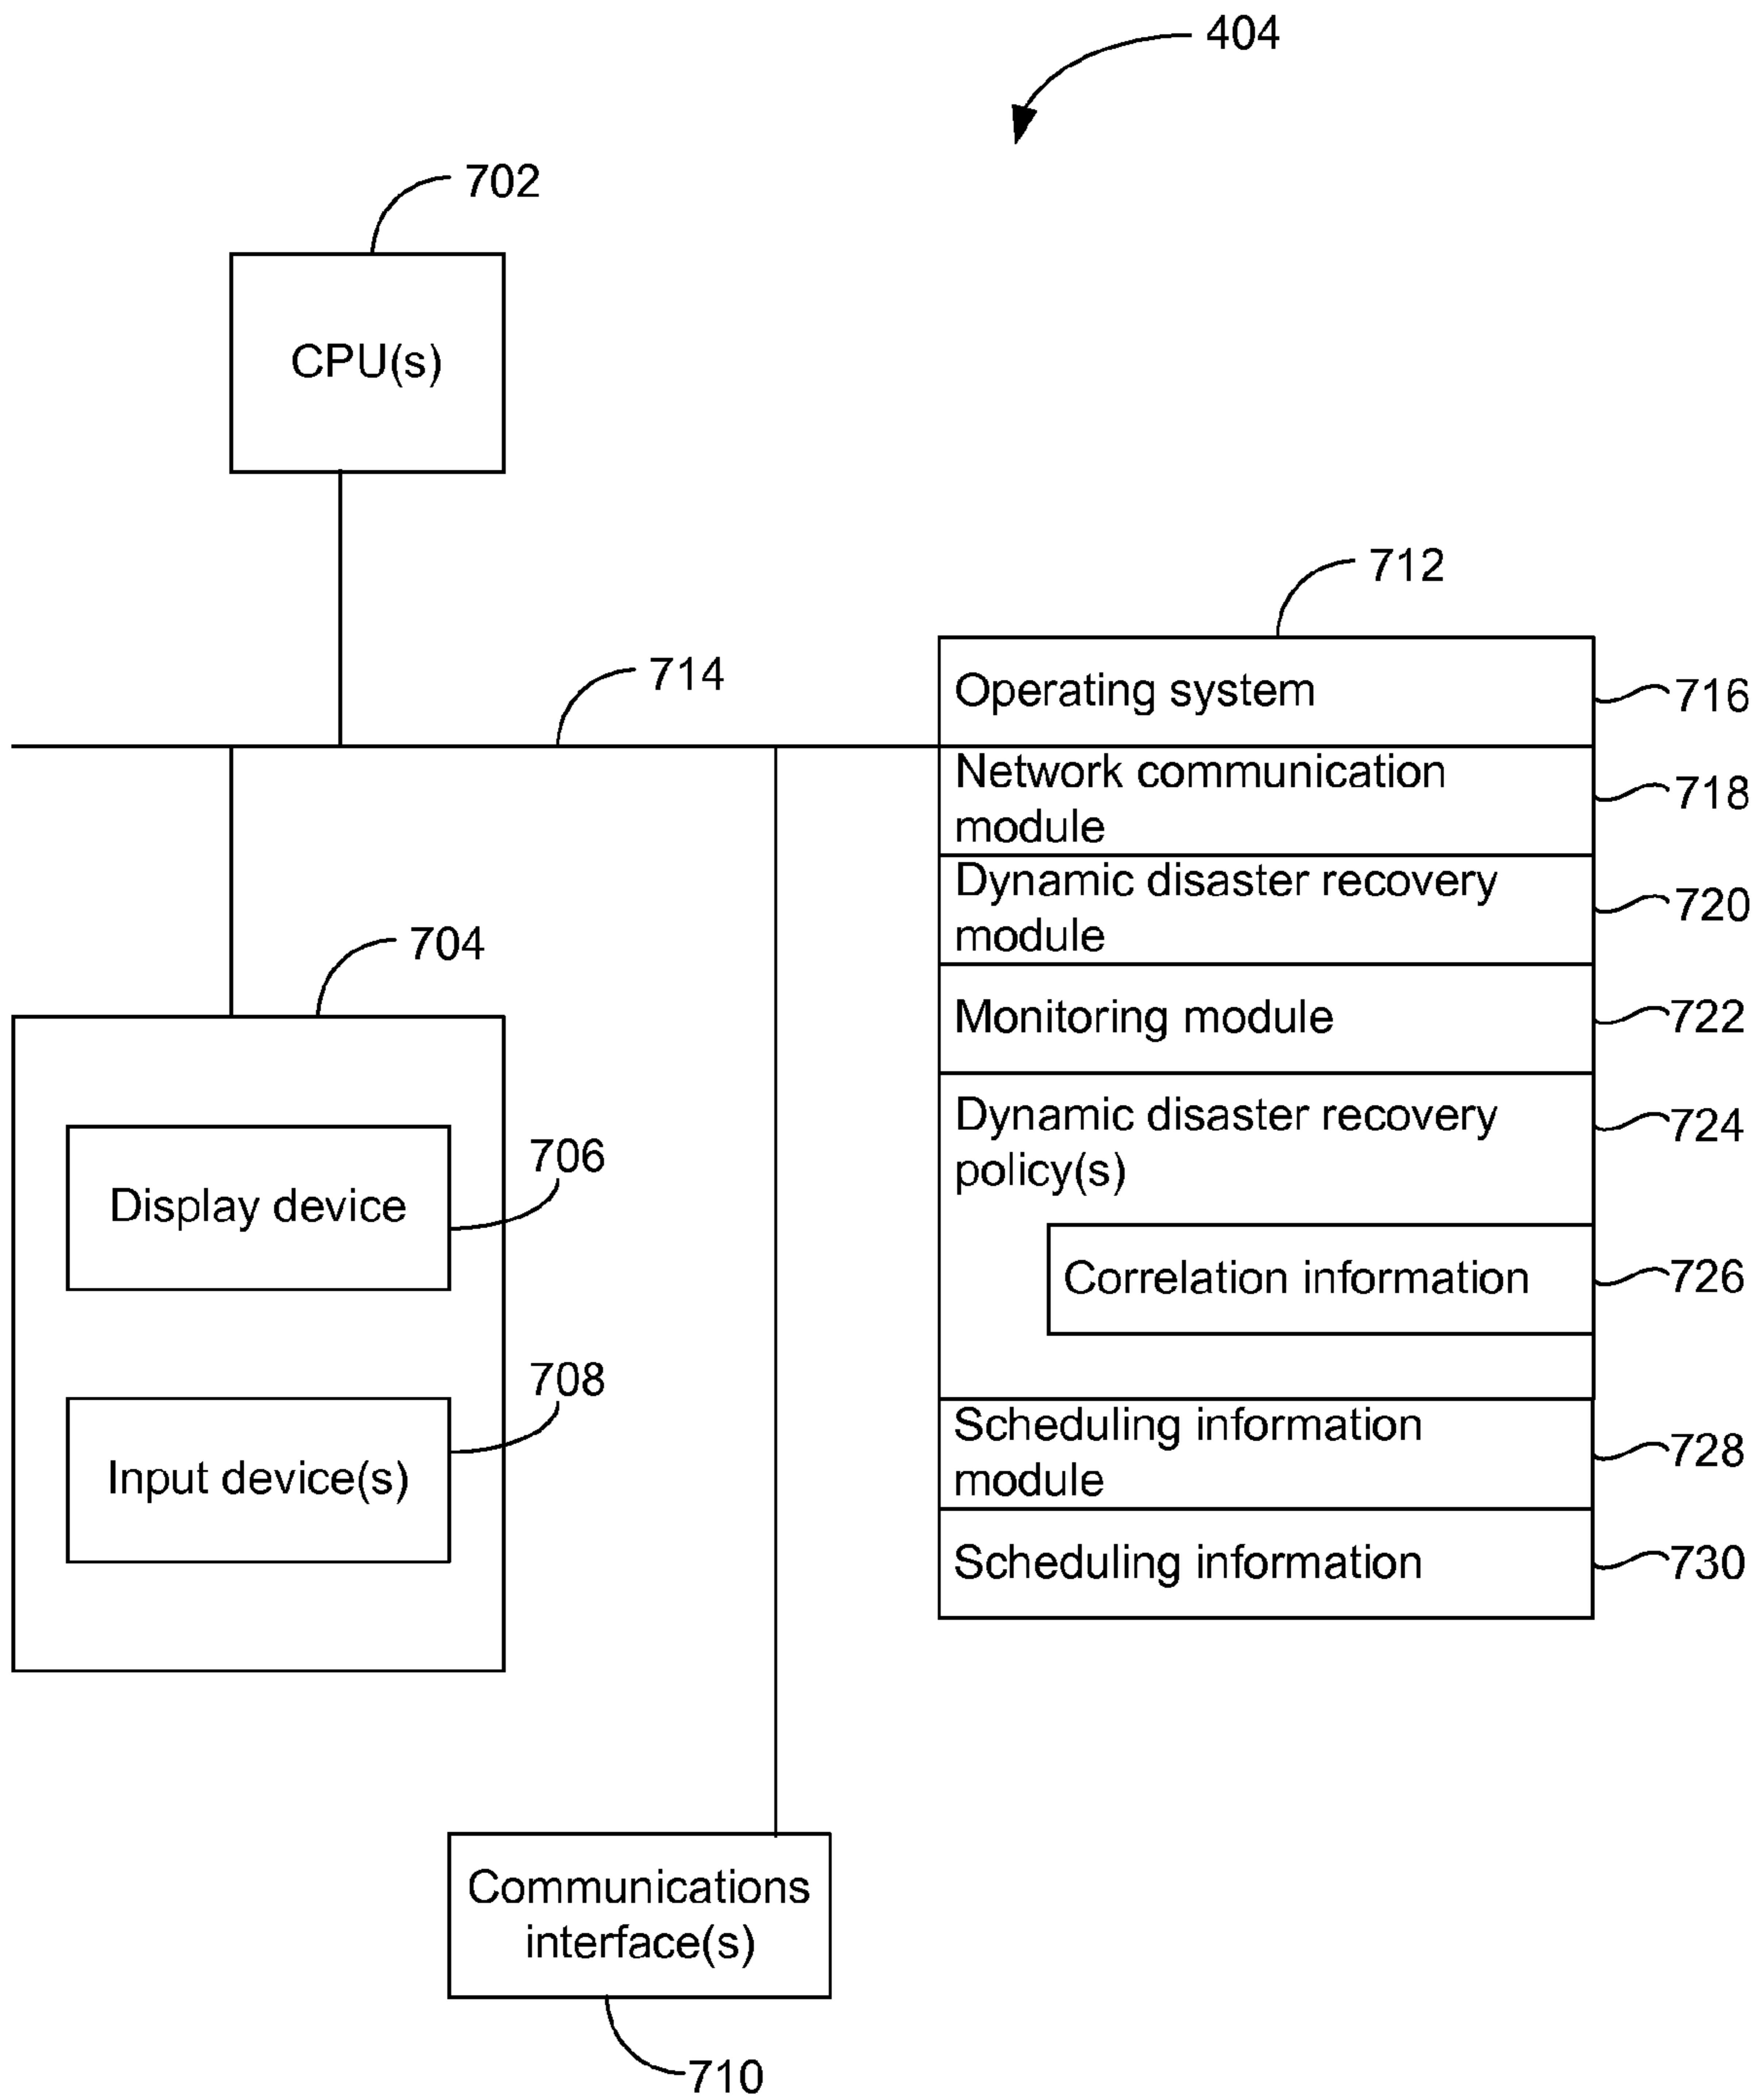 404
702
CPU(s)
712
714
Operating system
716
Network communication
module
718
Dynamic disaster recovery
module
720
704
Monitoring module
722
Dynamic disaster recovery
policy(s)
724
706
Display device
Correlation information
726
708
Input device(s)
Scheduling information
module
728
Scheduling information
730
Communications
interface(s)
710